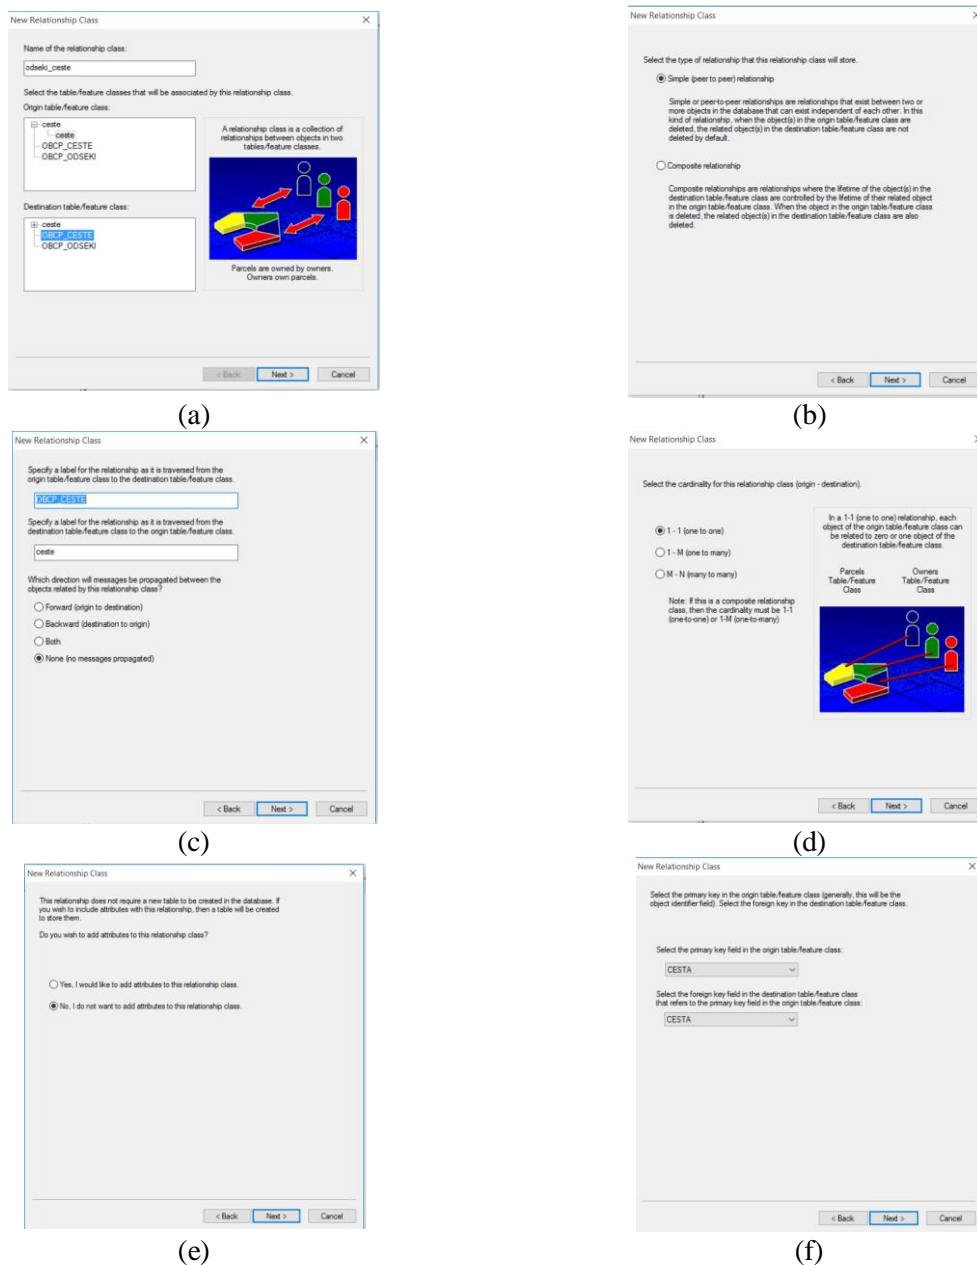 New Relationship Class
Name of the relationship class:
odseki_ceste
Select the table/feature classes that will be associated by this relationship class.
Origin table/feature class:
ceste
ceste
OBCP_CESTE
OBCP_ODSEKI
Destination table/feature class:
ceste
OBCP_CESTE
OBCP_ODSEKI
A relationship class is a collection of
relationships between objects in two
tables/feature classes.
Parcels are owned by owners.
Owners own parcels.
< Back Next > Cancel
(a)
New Relationship Class
Select the type of relationship that this relationship class will store.
Simple (peer to peer) relationship
Simple or peer-to-peer relationships are relationships that exist between two or
more objects in the database that can exist independent of each other. In this
kind of relationship, when the object(s) in the origin table/feature class are
deleted, the related object(s) in the destination table/feature class are not
deleted by default.
Composite relationship
Composite relationships are relationships where the lifetime of the object(s) in the
destination table/feature class are controlled by the lifetime of their related object
in the origin table/feature class. When the object in the origin table/feature class
is deleted, the related object(s) in the destination table/feature class are also
deleted.
< Back Next > Cancel
(b)
New Relationship Class
Specify a label for the relationship as it is traversed from the
origin table/feature class to the destination table/feature class.
OBCP_CESTE
Specify a label for the relationship as it is traversed from the
destination table/feature class to the origin table/feature class.
ceste
Which direction will messages be propagated between the
objects related by this relationship class?
Forward (origin to destination)
Backward (destination to origin)
Both
None (no messages propagated)
< Back Next > Cancel
(c)
New Relationship Class
Select the cardinality for this relationship class (origin - destination).
1 - 1 (one to one)
1 - M (one to many)
M - N (many to many)
Note: If this is a composite relationship
class, then the cardinality must be 1-1
(one-to-one) or 1-M (one-to-many)
In a 1-1 (one to one) relationship, each
object of the origin table/feature class can
be related to zero or one object of the
destination table/feature class.
Parcels
Table/Feature
Class
Owners
Table/Feature
Class
< Back Next > Cancel
(d)
New Relationship Class
This relationship does not require a new table to be created in the database. If
you wish to include attributes with this relationship, then a table will be created
to store them.
Do you wish to add attributes to this relationship class?
Yes, I would like to add attributes to this relationship class.
No, I do not want to add attributes to this relationship class.
< Back Next > Cancel
(e)
New Relationship Class
Select the primary key in the origin table/feature class (generally, this will be the
object identifier field). Select the foreign key in the destination table/feature class.
Select the primary key field in the origin table/feature class:
CESTA
Select the foreign key field in the destination table/feature class
that refers to the primary key field in the origin table/feature class:
CESTA
< Back Next > Cancel
(f)